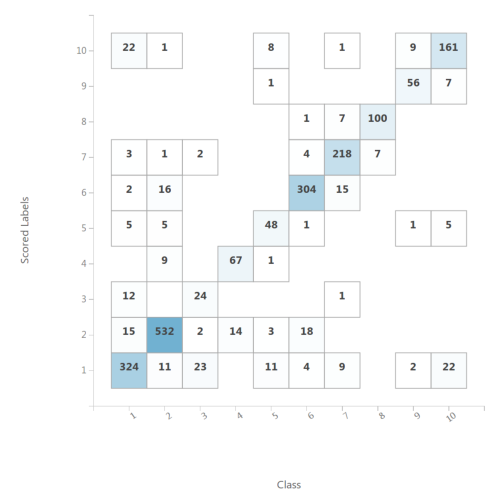 10 22 1 8 1 9 161
9 1 56 7
8 1 7 100
7 3 1 2 4 218 7
6 2 16 304 15
5 5 5 48 1 1 5
4 9 67 1
3 12 24 1
2 15 532 2 14 3 18
1 324 11 23 11 4 9 2 22
1 2 3 4 5 6 7 8 9 10
Scored Labels
Class